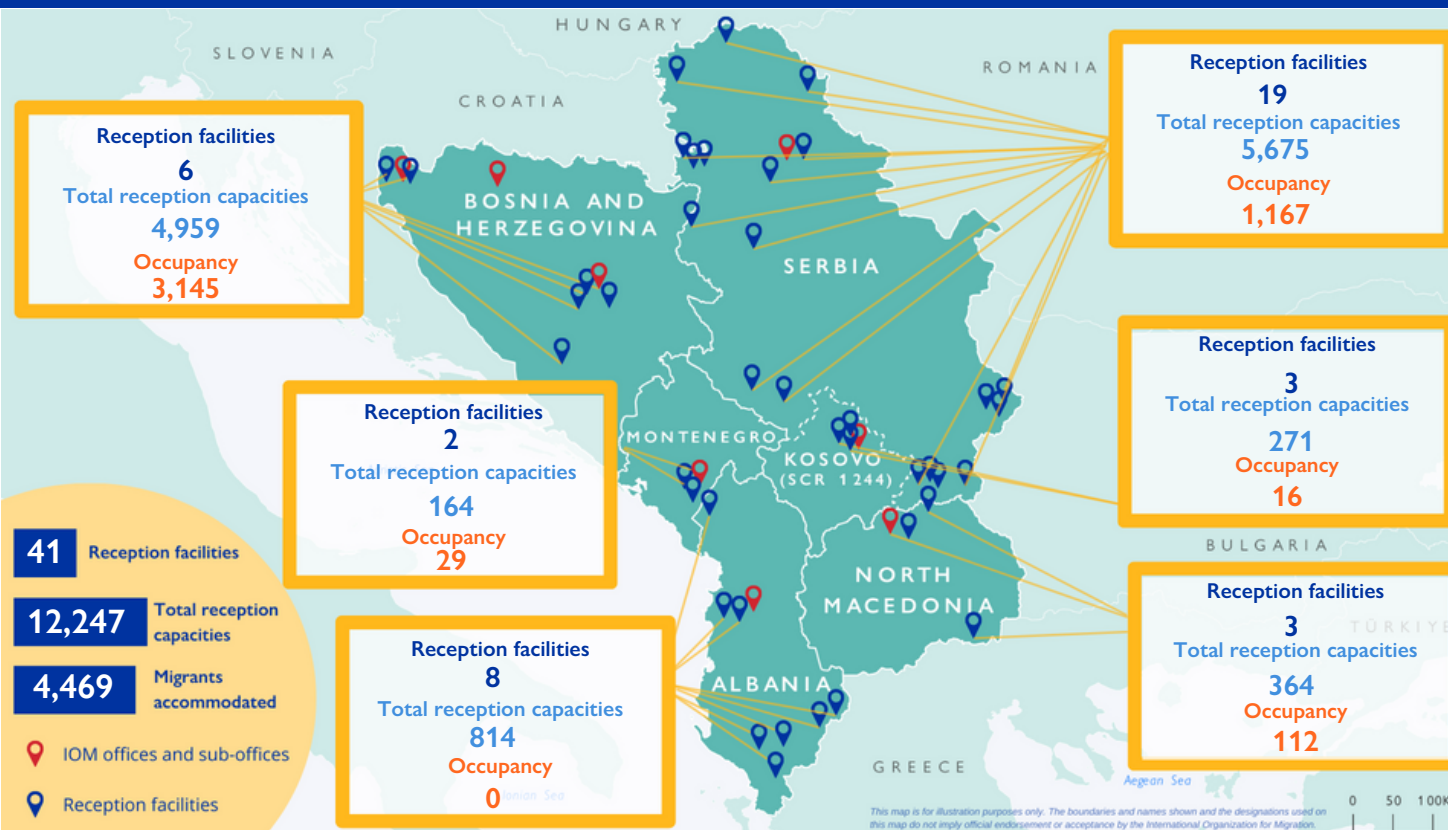 HUNGARY
SLOVENIA
CROATIA
ROMANIA
Reception facilities
6
Total reception capacities
4,959
Occupancy
3,145
Reception facilities
19
Total reception capacities
5,675
Occupancy
1,167
BOSNIA AND
HERZEGOVINA
SERBIA
Reception facilities
2
Total reception capacities
164
Occupancy
29
MONTENEGRO
KOSOVO
(SCR 1244)
Reception facilities
3
Total reception capacities
271
Occupancy
16
BULGARIA
NORTH
MACEDONIA
Reception facilities
3
Total reception capacities
364
Occupancy
112
TÜRKIYE
Reception facilities
8
Total reception capacities
814
Occupancy
0
ALBANIA
41 Reception facilities
12,247 Total reception
capacities
4,469 Migrants
accommodated
IOM offices and sub-offices
Reception facilities
GREECE
Aegean Sea
Ionian Sea
This map is for illustration purposes only. The boundaries and names shown and the designations used on
this map do not imply official endorsement or acceptance by the International Organization for Migration.
0 50 100K